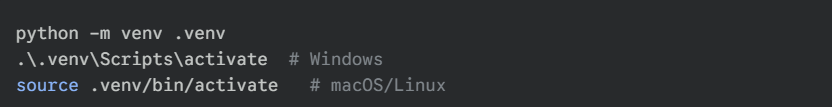 python -m venv .venv
.\.venv\Scripts\activate  # Windows
source .venv/bin/activate   # macOS/Linux